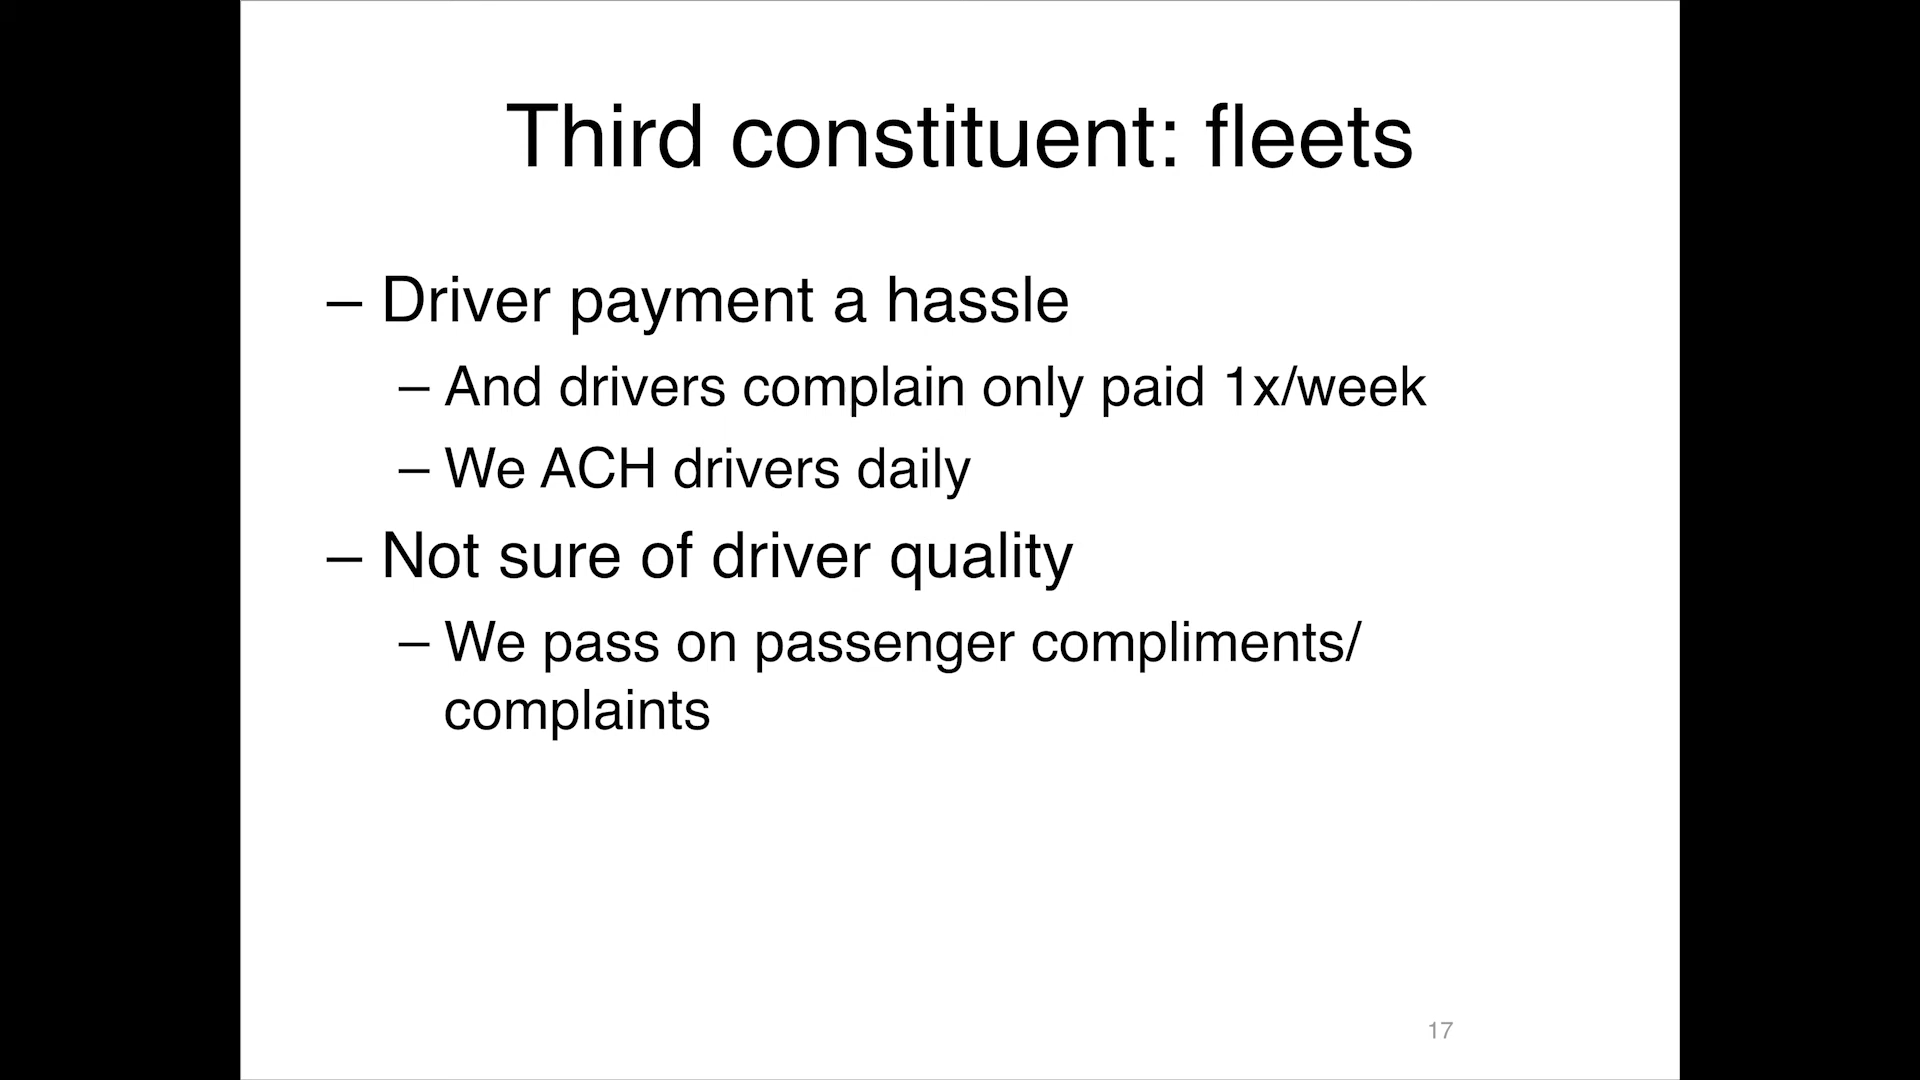 Third constituent: fleets
– Driver payment a hassle
– And drivers complain only paid 1x/week
– We ACH drivers daily
– Not sure of driver quality
– We pass on passenger compliments/
complaints
17